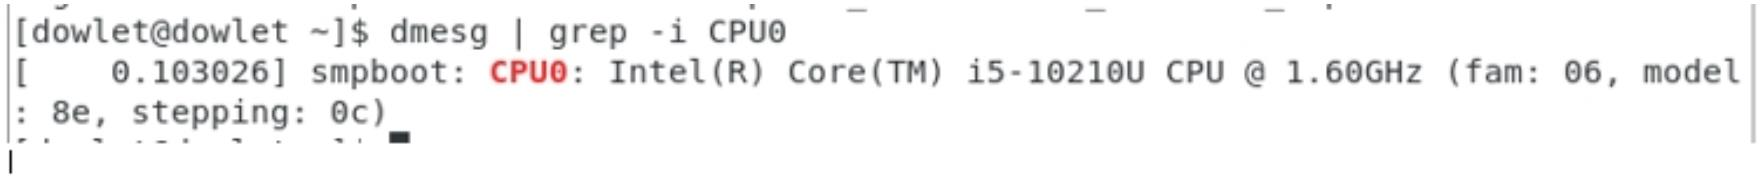 [dowlet@dowlet ~]$ dmesg | grep -i CPU0
[    0.103026] smpboot: CPU0: Intel(R) Core(TM) i5-10210U CPU @ 1.60GHz (fam: 06, model
: 8e, stepping: 0c)